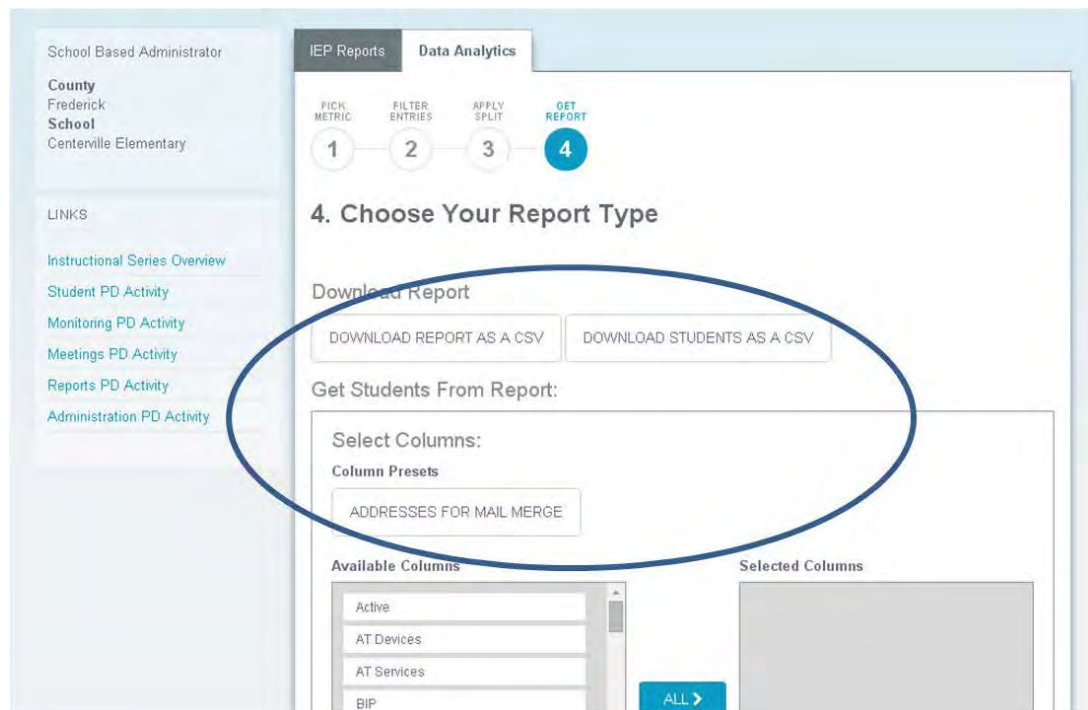 School Based Administrator
County
Frederick
School
Centerville Elementary
LINKS
Instructional Series Overview
Student PD Activity
Monitoring PD Activity
Meetings PD Activity
Reports PD Activity
Administration PD Activity
IEP Reports
Data Analytics
PICK METRIC
FILTER ENTRIES
APPLY SPLIT
GET REPORT
1
2
3
4
4. Choose Your Report Type
Download Report
DOWNLOAD REPORT AS A CSV
DOWNLOAD STUDENTS AS A CSV
Get Students From Report:
Select Columns:
Column Presets
ADDRESSES FOR MAIL MERGE
Available Columns
Active
AT Devices
AT Services
BIP
ALL
Selected Columns